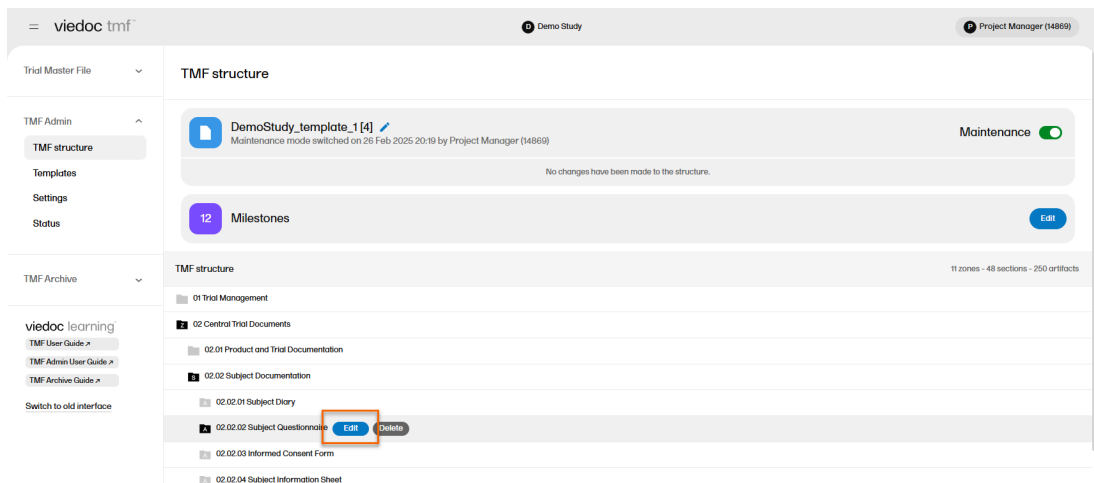 viedoc tmf™
D Demo Study
P Project Manager (14869)
Trial Master File
TMF Admin
TMF structure
Templates
Settings
Status
TMF Archive
viedoc learning™
TMF User Guide ↗
TMF Admin User Guide ↗
TMF Archive Guide ↗
Switch to old interface
TMF structure
DemoStudy_template_1 [4]
Maintenance mode switched on 26 Feb 2025 20:19 by Project Manager (14869)
Maintenance
No changes have been made to the structure.
12 Milestones
Edit
TMF structure
11 zones - 48 sections - 250 artifacts
01 Trial Management
Z 02 Central Trial Documents
02.01 Product and Trial Documentation
S 02.02 Subject Documentation
A 02.02.01 Subject Diary
A 02.02.02 Subject Questionnaire Edit Delete
A 02.02.03 Informed Consent Form
A 02.02.04 Subject Information Sheet